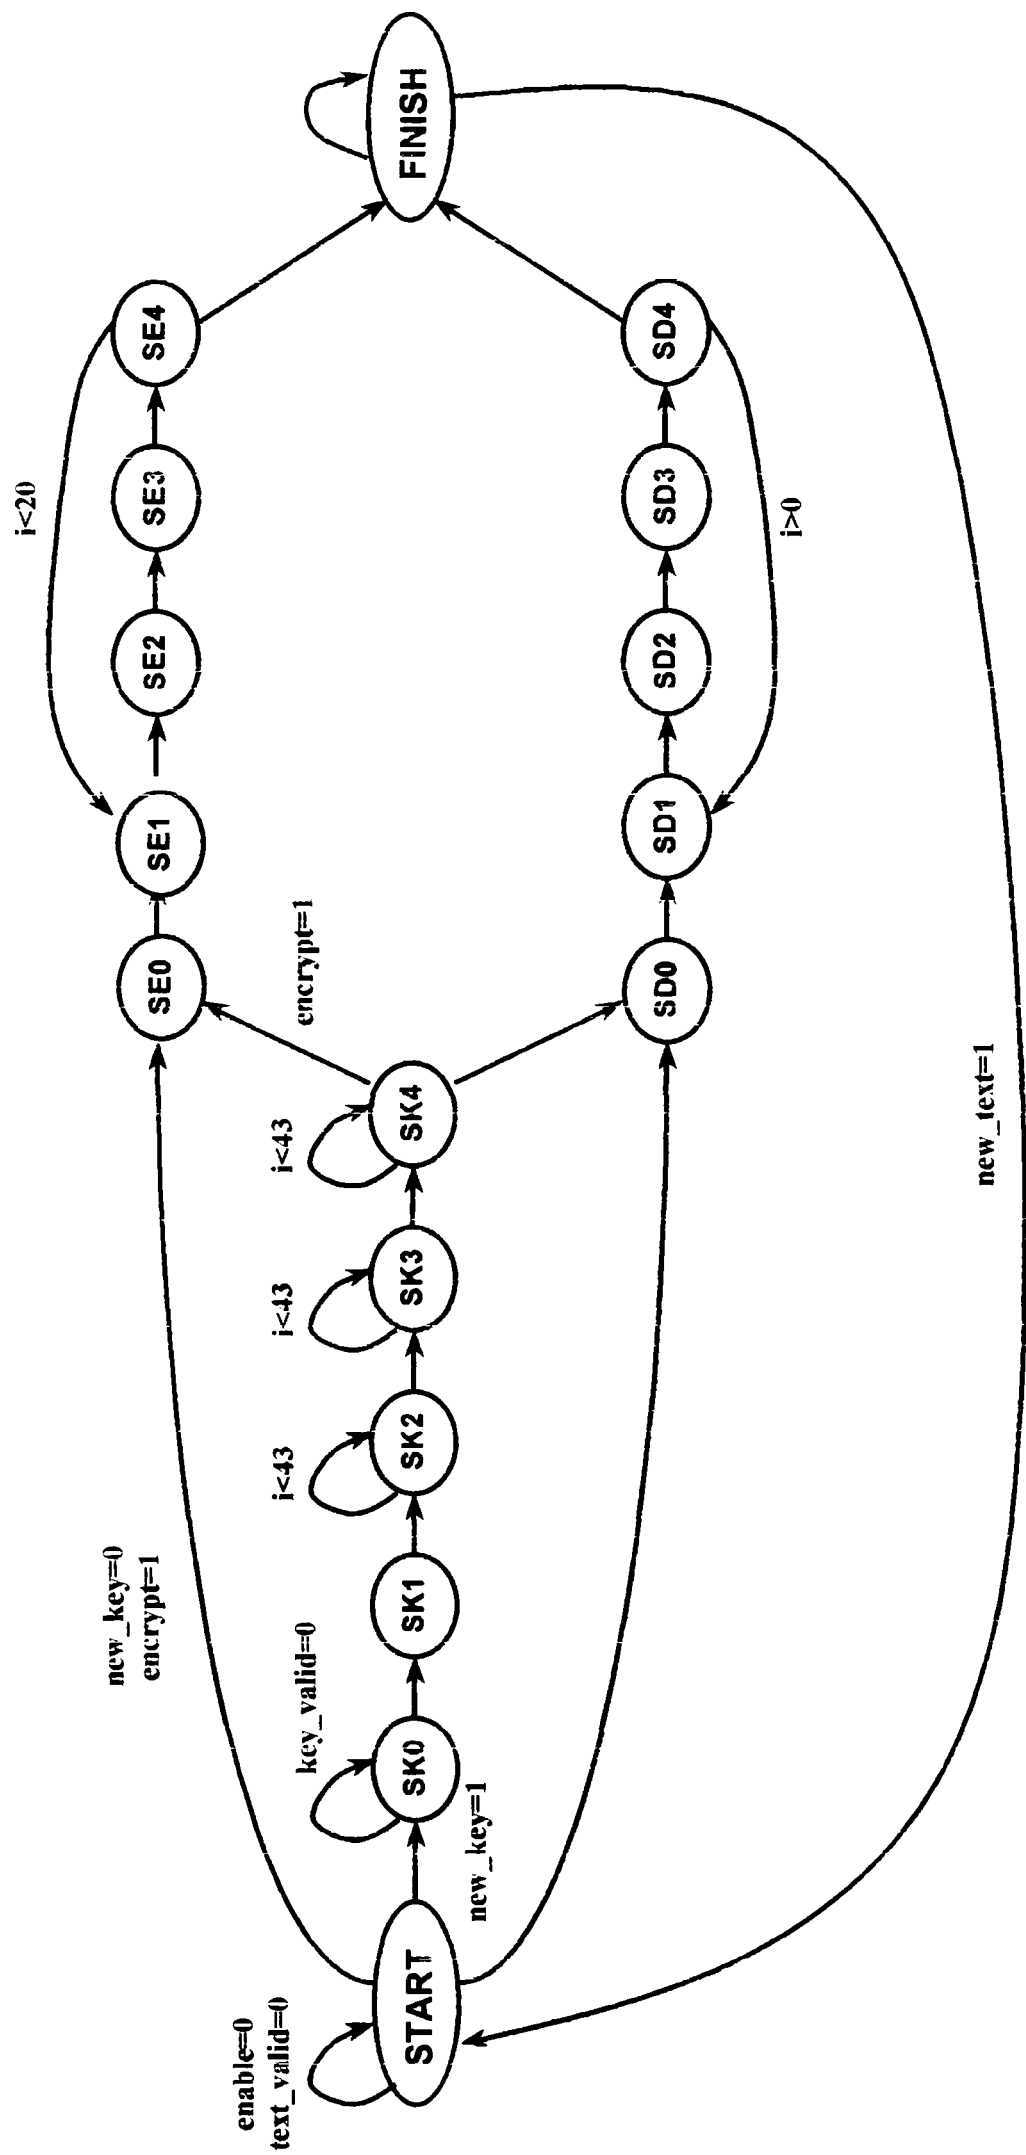 i<20
SE0
SE1
SE2
SE3
SE4
new_key=0
encrypt=1
encrypt=1
enable=0
text_valid=0
key_valid=0
i<43
i<43
i<43
START
SK0
SK1
SK2
SK3
SK4
FINISH
new_key=1
SD0
SD1
SD2
SD3
SD4
i>0
new_text=1